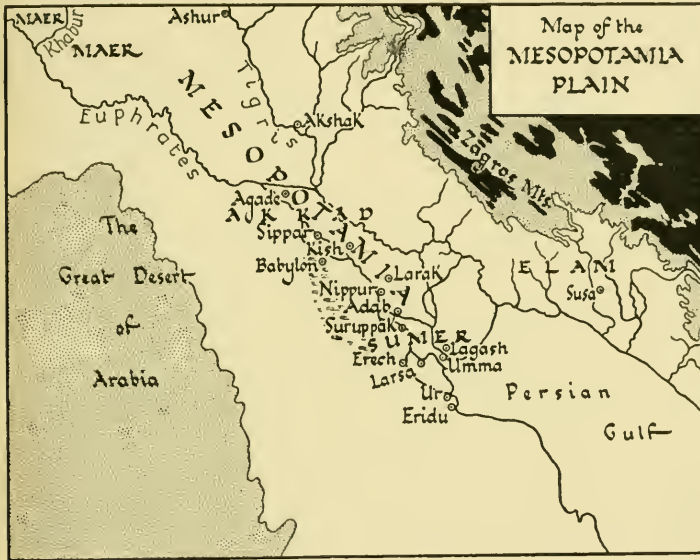 Map of the
MESOPOTAMIA
PLAIN
MAER
Khabur
MAER
Ashur
MESOPOTAMIA
Tigris
Euphrates
Akshak
Zagros Mts.
Agade
AKKAD
Sippar
Kish
Babylon
Larak
Nippur
Adab
Suruppak
SUMER
Erech
Larsa
Lagash
Umma
Ur
Eridu
ELAM
Susa
The
Great Desert
of
Arabia
Persian
Gulf